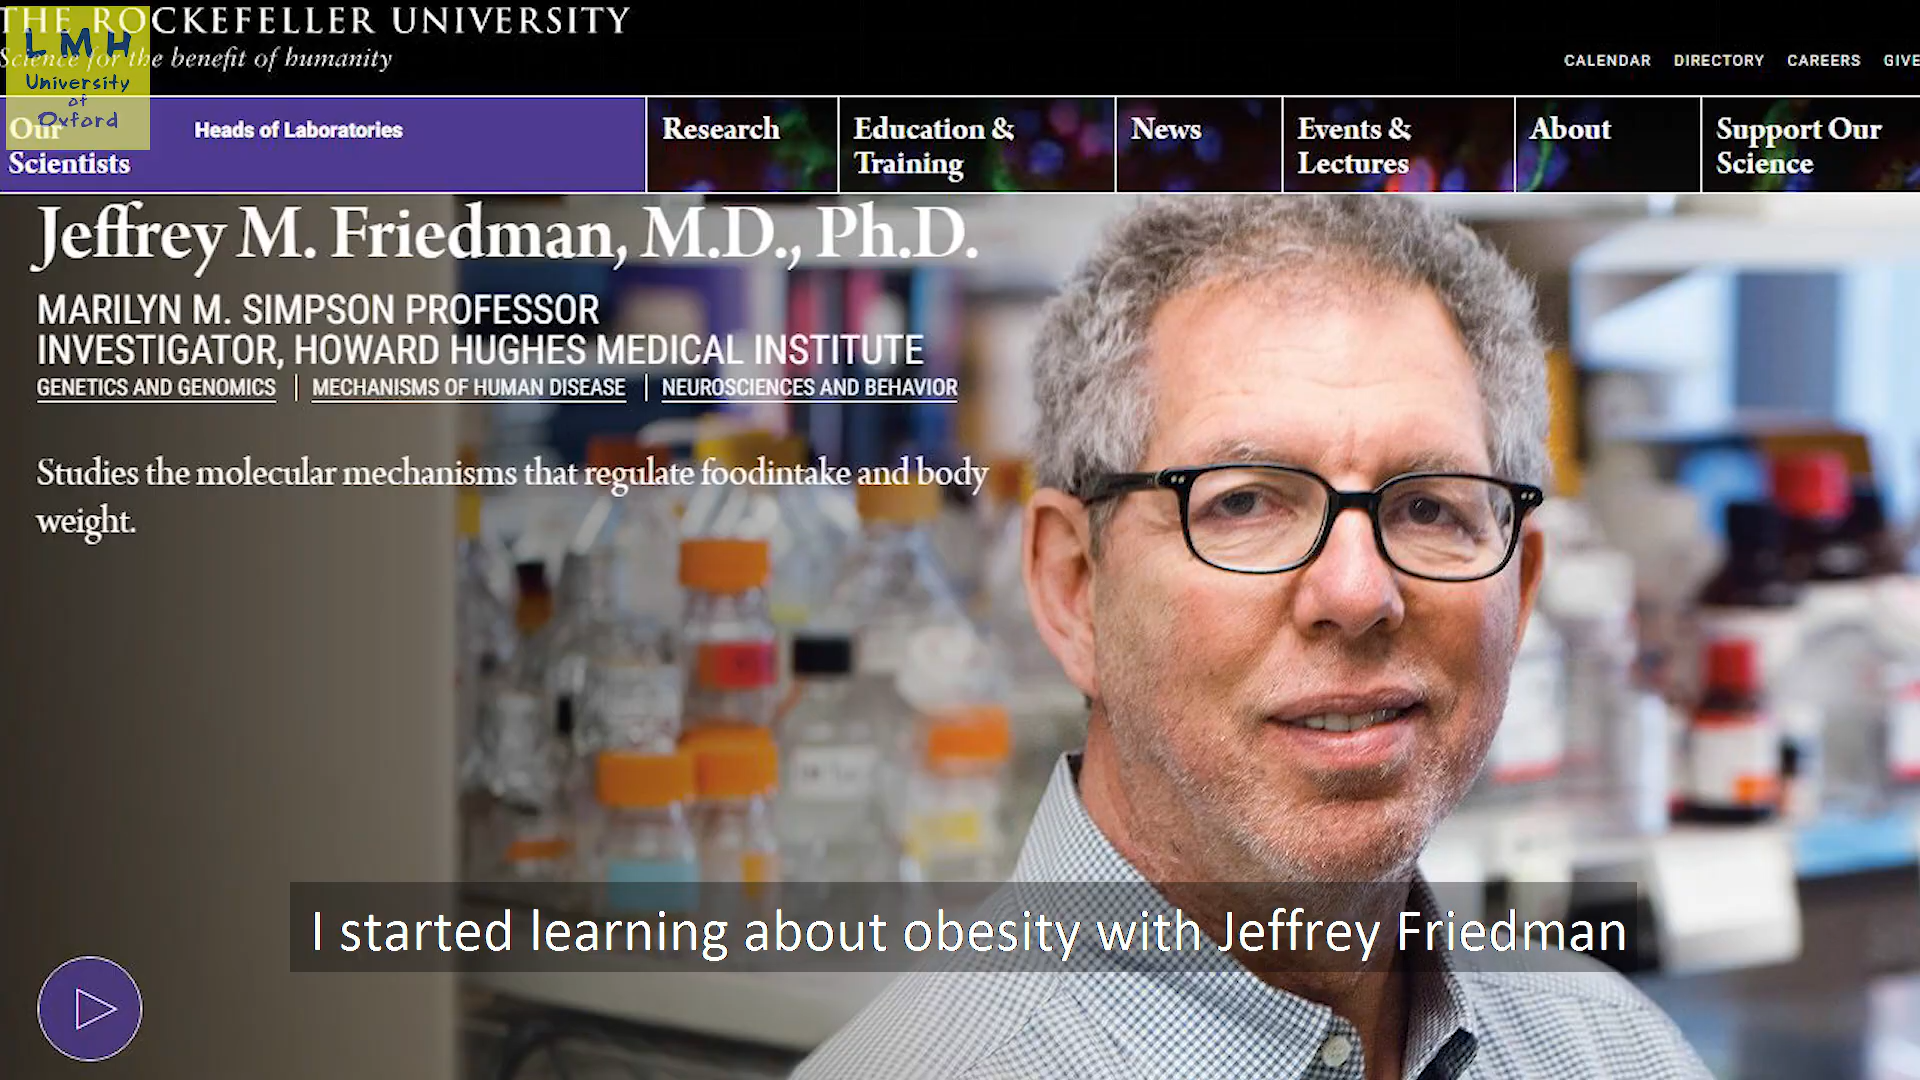 THE ROCKEFELLER UNIVERSITY
Science for the benefit of humanity
L M H
University
of
Oxford
CALENDAR DIRECTORY CAREERS GIVE
Our
Scientists
Heads of Laboratories
Research
Education &
Training
News
Events &
Lectures
About
Support Our
Science
Jeffrey M. Friedman, M.D., Ph.D.
MARILYN M. SIMPSON PROFESSOR
INVESTIGATOR, HOWARD HUGHES MEDICAL INSTITUTE
GENETICS AND GENOMICS | MECHANISMS OF HUMAN DISEASE | NEUROSCIENCES AND BEHAVIOR
Studies the molecular mechanisms that regulate foodintake and body
weight.
I started learning about obesity with Jeffrey Friedman